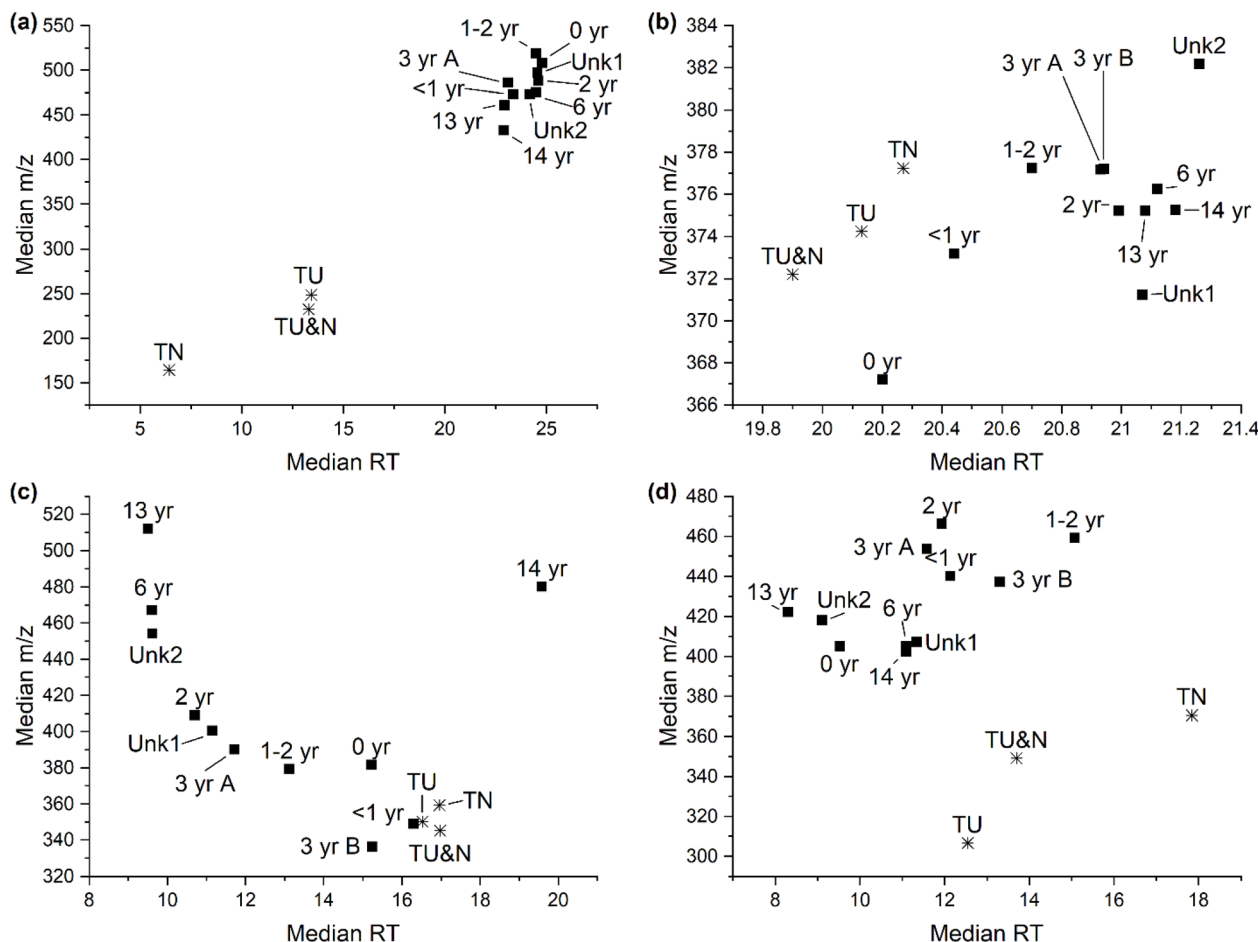 (a)
550
500
450
400
350
300
250
200
150
Median m/z
1-2 yr
0 yr
3 yr A
Unk1
<1 yr
2 yr
13 yr
6 yr
Unk2
14 yr
TU
TU&N
TN
5
10
15
20
25
Median RT
(b)
386
384
382
380
378
376
374
372
370
368
366
Median m/z
Unk2
3 yr A
3 yr B
TN
1-2 yr
6 yr
TU
2 yr
14 yr
<1 yr
13 yr
TU&N
Unk1
0 yr
19.8
20
20.2
20.4
20.6
20.8
21
21.2
21.4
Median RT
(c)
520
500
480
460
440
420
400
380
360
340
320
Median m/z
13 yr
14 yr
6 yr
Unk2
2 yr
Unk1
1-2 yr
0 yr
3 yr A
TU
TN
<1 yr
3 yr B
TU&N
8
10
12
14
16
18
20
Median RT
(d)
480
460
440
420
400
380
360
340
320
300
Median m/z
2 yr
1-2 yr
3 yr A
<1 yr
3 yr B
13 yr
Unk2
6 yr
Unk1
0 yr
14 yr
TN
TU&N
TU
8
10
12
14
16
18
Median RT